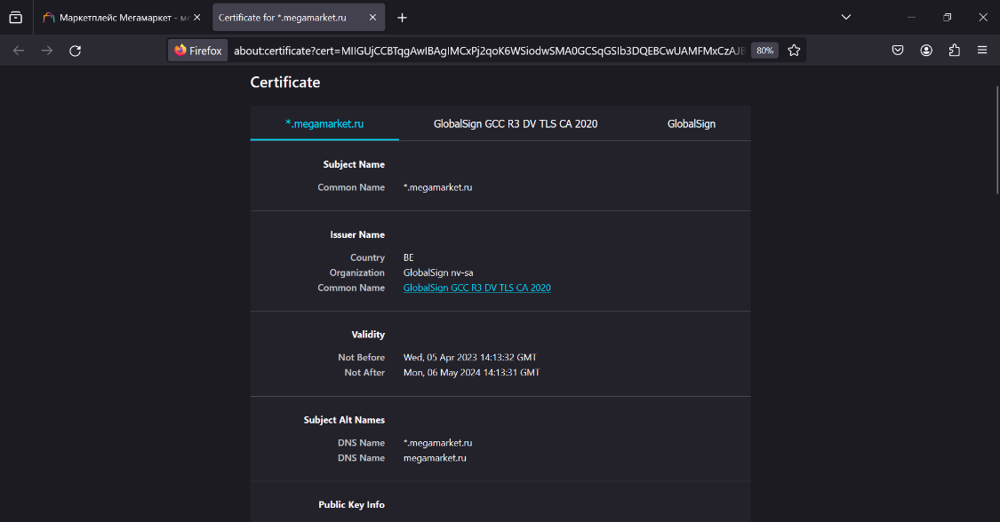 Маркетплейс Мегамаркет - ме
Certificate for *.megamarket.ru
Firefox
about:certificate?cert=MIIGUjCCBTqgAwIBAgIMCxPj2qoK6WSiodwSMA0GCSqGSIb3DQEBCwUAMFMxCzAJB
80%
Certificate
*.megamarket.ru
GlobalSign GCC R3 DV TLS CA 2020
GlobalSign
Subject Name
Common Name *.megamarket.ru
Issuer Name
Country BE
Organization GlobalSign nv-sa
Common Name GlobalSign GCC R3 DV TLS CA 2020
Validity
Not Before Wed, 05 Apr 2023 14:13:32 GMT
Not After Mon, 06 May 2024 14:13:31 GMT
Subject Alt Names
DNS Name *.megamarket.ru
DNS Name megamarket.ru
Public Key Info